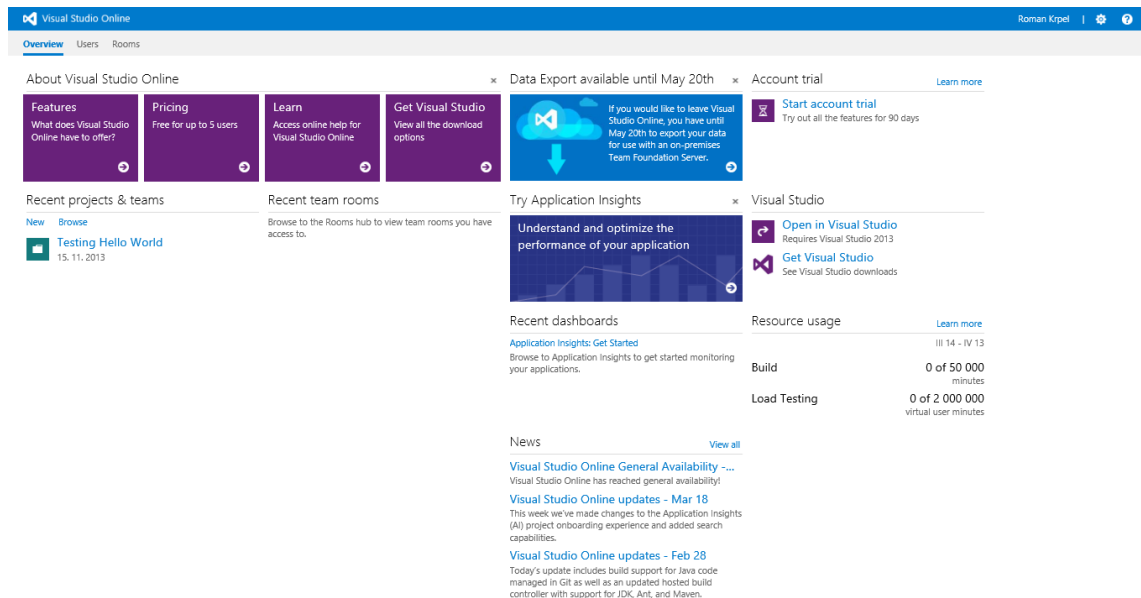 Visual Studio Online
Roman Krpel | ?
Overview Users Rooms
About Visual Studio Online
Features
What does Visual Studio
Online have to offer?
Pricing
Free for up to 5 users
Learn
Access online help for
Visual Studio Online
Get Visual Studio
View all the download
options
Recent projects & teams
New Browse
Testing Hello World
15. 11. 2013
Recent team rooms
Browse to the Rooms hub to view team rooms you have
access to.
Data Export available until May 20th
If you would like to leave Visual
Studio Online, you have until
May 20th to export your data
for use with an on-premises
Team Foundation Server.
Try Application Insights
Understand and optimize the
performance of your application
Recent dashboards
Application Insights: Get Started
Browse to Application Insights to get started monitoring
your applications.
News
View all
Visual Studio Online General Availability -...
Visual Studio Online has reached general availability!
Visual Studio Online updates - Mar 18
This week we've made changes to the Application Insights
(AI) project onboarding experience and added search
capabilities.
Visual Studio Online updates - Feb 28
Today's update includes build support for Java code
managed in Git as well as an updated hosted build
controller with support for JDK, Ant, and Maven.
Account trial
Learn more
Start account trial
Try out all the features for 90 days
Visual Studio
Open in Visual Studio
Requires Visual Studio 2013
Get Visual Studio
See Visual Studio downloads
Resource usage
Learn more
III 14 - IV 13
Build 0 of 50 000
minutes
Load Testing 0 of 2 000 000
virtual user minutes